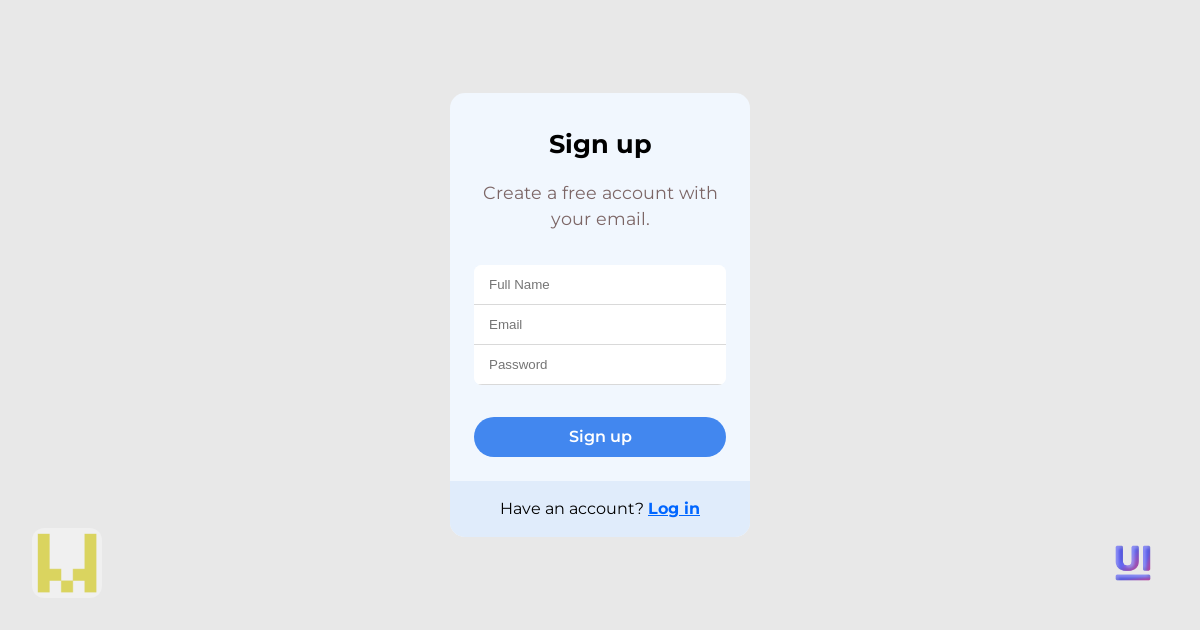 Sign up
Create a free account with
your email.
Full Name
Email
Password
Sign up
Have an account? Log in
UI